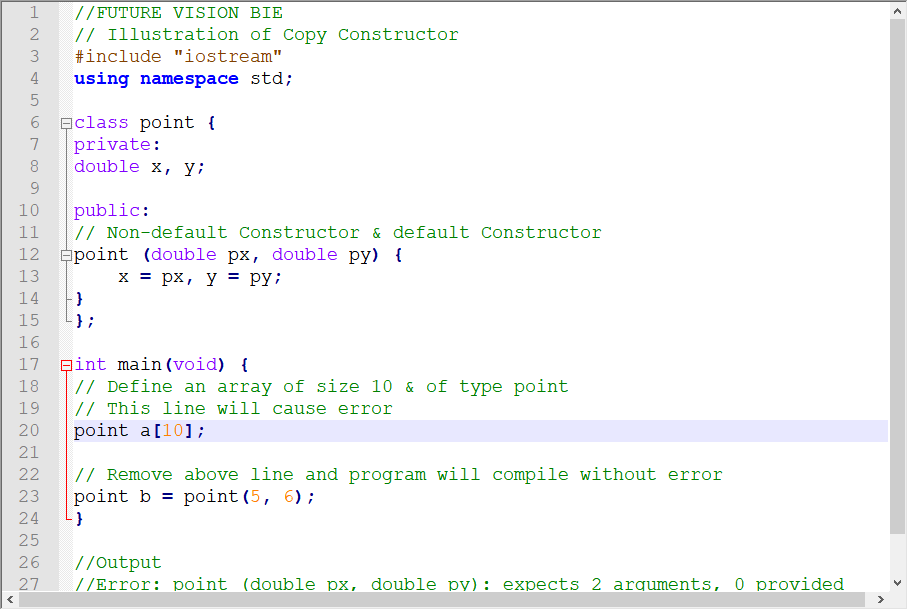 1 //FUTURE VISION BIE
2 // Illustration of Copy Constructor
3 #include "iostream"
4 using namespace std;
5
6 class point {
7 private:
8 double x, y;
9
10 public:
11 // Non-default Constructor & default Constructor
12 point (double px, double py) {
13     x = px, y = py;
14 }
15 };
16
17 int main(void) {
18 // Define an array of size 10 & of type point
19 // This line will cause error
20 point a[10];
21
22 // Remove above line and program will compile without error
23 point b = point(5, 6);
24 }
25
26 //Output
27 //Error: point (double px, double py): expects 2 arguments, 0 provided